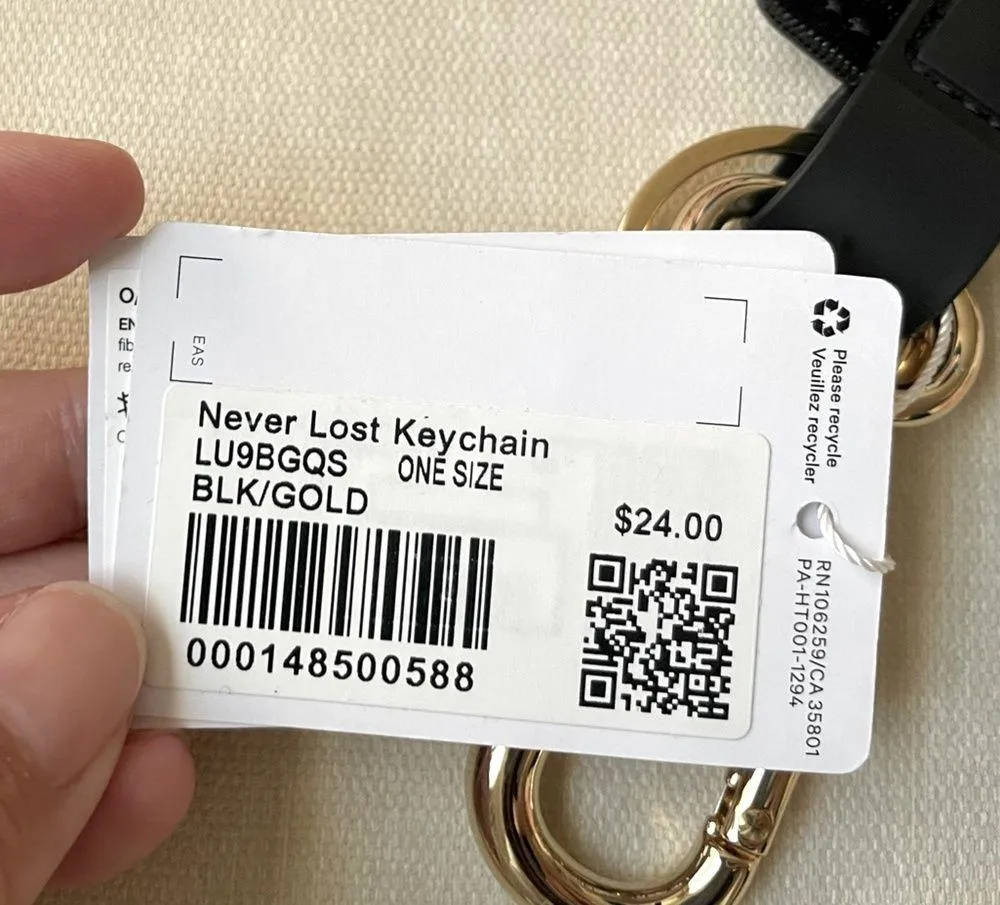 EAS
Never Lost Keychain
LU9BGQS ONE SIZE
BLK/GOLD
$24.00
000148500588
Please recycle
Veuillez recycler
RN106259/CA 35801
PA-HT001-1294